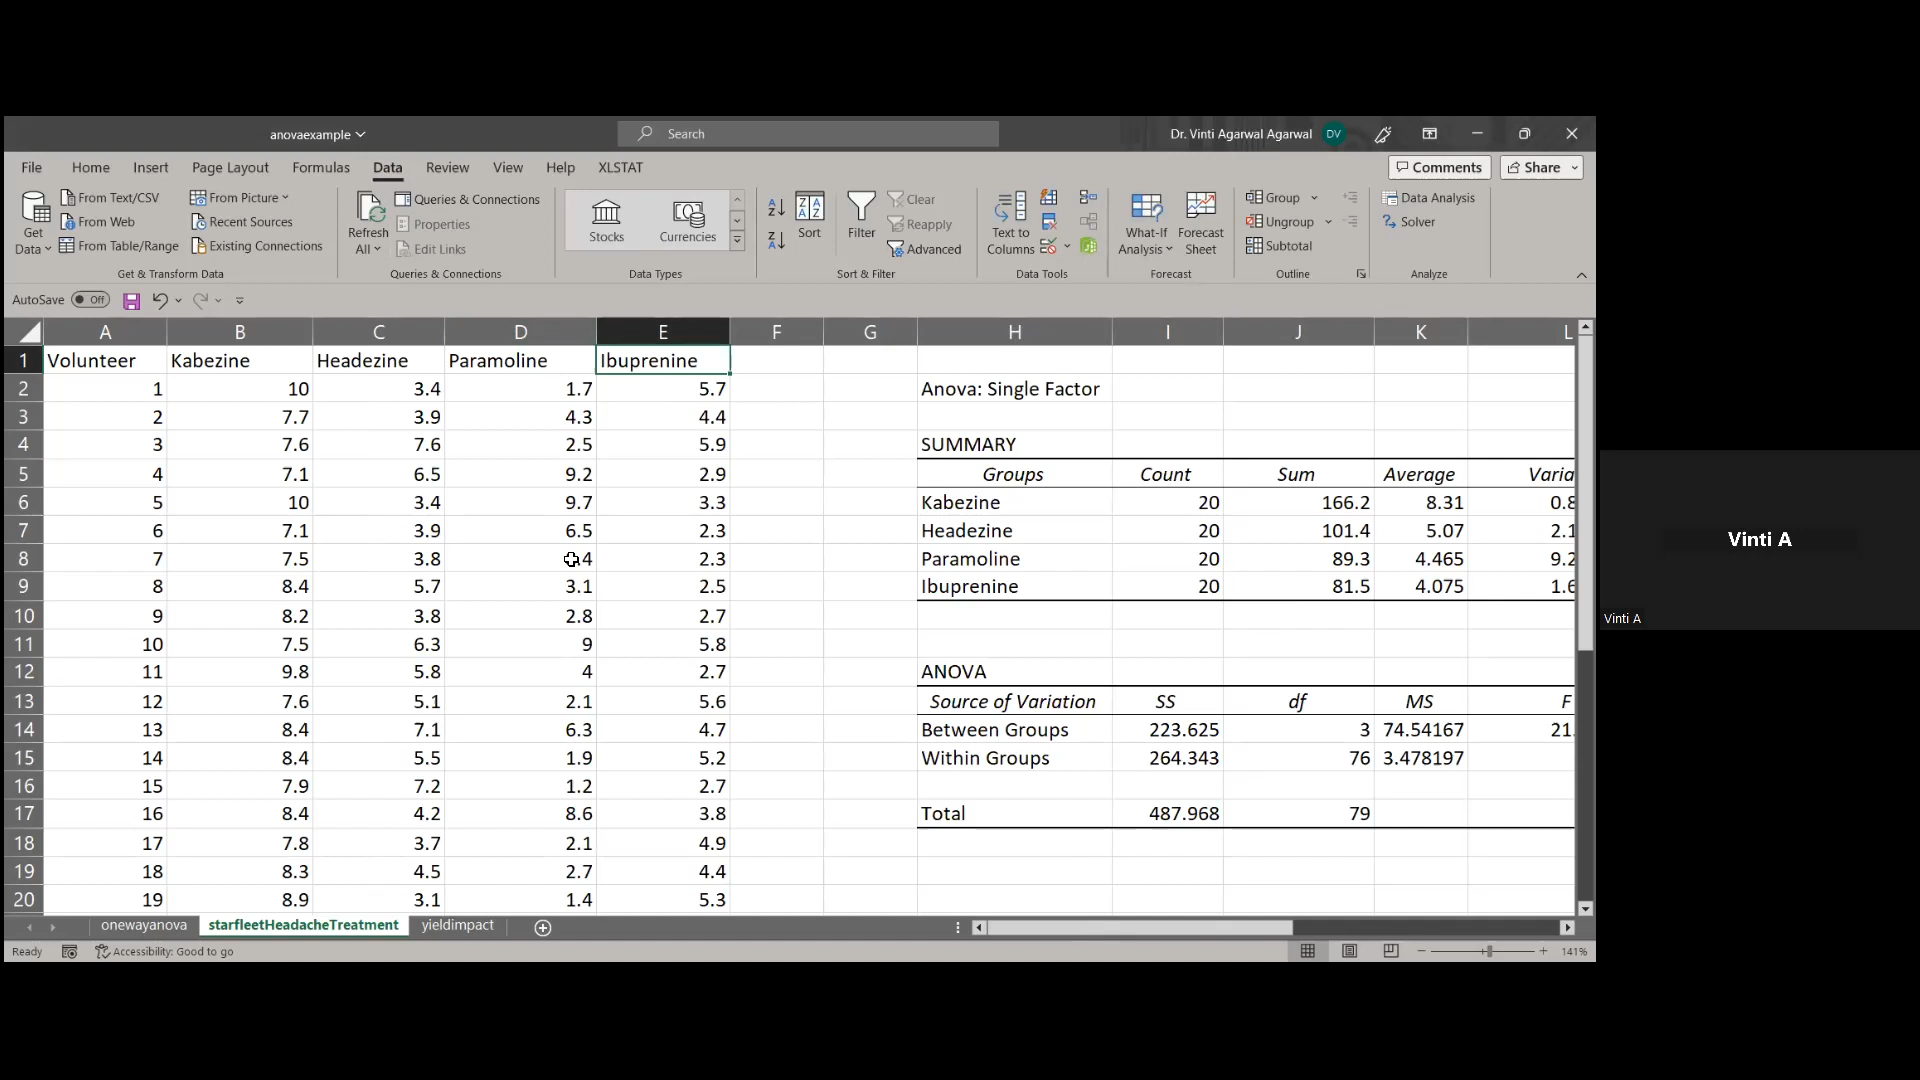 anovaexample
Search
Dr. Vinti Agarwal Agarwal DV
File Home Insert Page Layout Formulas Data Review View Help XLSTAT
Comments Share
Get Data
From Text/CSV
From Web
From Table/Range
From Picture
Recent Sources
Existing Connections
Get & Transform Data
Refresh All
Queries & Connections
Properties
Edit Links
Queries & Connections
Stocks
Currencies
Data Types
Sort
Filter
Clear
Reapply
Advanced
Sort & Filter
Text to Columns
Data Tools
What-If Analysis
Forecast Sheet
Forecast
Group
Ungroup
Subtotal
Outline
Data Analysis
Solver
Analyze
AutoSave Off
A B C D E F G H I J K L
1 Volunteer Kabezine Headezine Paramoline Ibuprenine
2 1 10 3.4 1.7 5.7 Anova: Single Factor
3 2 7.7 3.9 4.3 4.4
4 3 7.6 7.6 2.5 5.9 SUMMARY
5 4 7.1 6.5 9.2 2.9 Groups Count Sum Average Varia
6 5 10 3.4 9.7 3.3 Kabezine 20 166.2 8.31 0.8
7 6 7.1 3.9 6.5 2.3 Headezine 20 101.4 5.07 2.1
8 7 7.5 3.8 4 2.3 Paramoline 20 89.3 4.465 9.2
9 8 8.4 5.7 3.1 2.5 Ibuprenine 20 81.5 4.075 1.6
10 9 8.2 3.8 2.8 2.7
11 10 7.5 6.3 9 5.8
12 11 9.8 5.8 4 2.7 ANOVA
13 12 7.6 5.1 2.1 5.6 Source of Variation SS df MS F
14 13 8.4 7.1 6.3 4.7 Between Groups 223.625 3 74.54167 21.
15 14 8.4 5.5 1.9 5.2 Within Groups 264.343 76 3.478197
16 15 7.9 7.2 1.2 2.7
17 16 8.4 4.2 8.6 3.8 Total 487.968 79
18 17 7.8 3.7 2.1 4.9
19 18 8.3 4.5 2.7 4.4
20 19 8.9 3.1 1.4 5.3
onewayanova starfleetHeadacheTreatment yieldimpact
Ready Accessibility: Good to go 141%
Vinti A
Vinti A